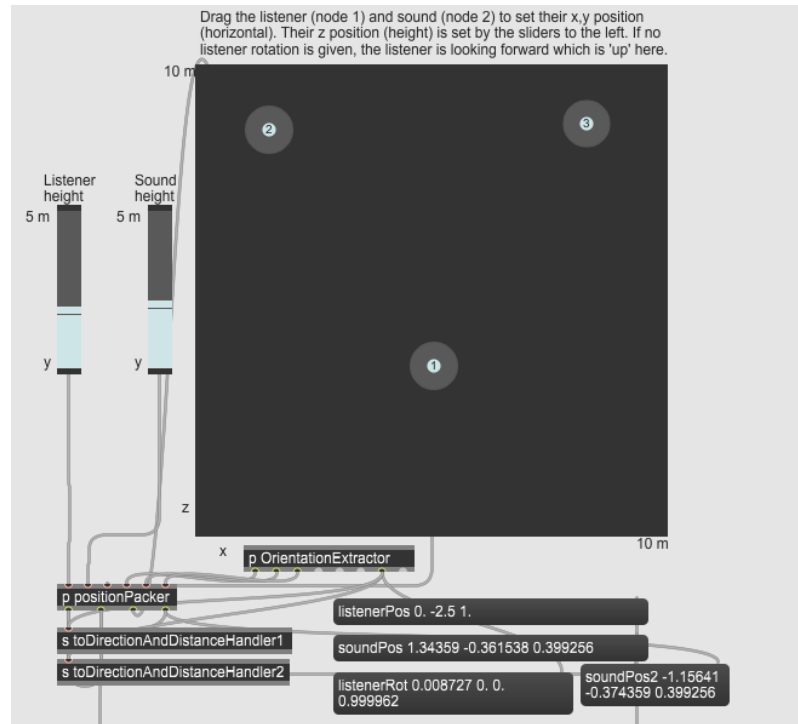 Drag the listener (node 1) and sound (node 2) to set their x,y position
(horizontal). Their z position (height) is set by the sliders to the left. If no
listener rotation is given, the listener is looking forward which is 'up' here.
10 m
2
3
Listener
height
Sound
height
5 m
5 m
1
y
y
z
10 m
x
p OrientationExtractor
p positionPacker
listenerPos 0. -2.5 1.
s toDirectionAndDistanceHandler1
soundPos 1.34359 -0.361538 0.399256
s toDirectionAndDistanceHandler2
listenerRot 0.008727 0. 0.
0.999962
soundPos2 -1.15641
-0.374359 0.399256